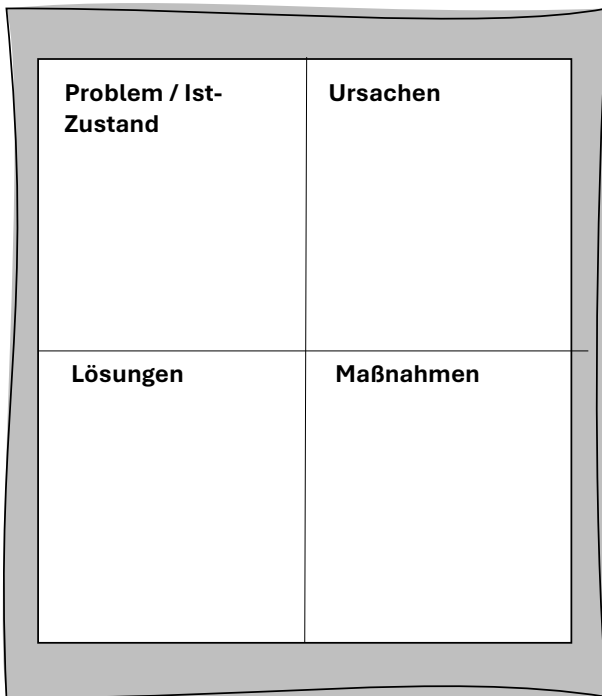 Problem / Ist-
Zustand
Ursachen
Lösungen
Maßnahmen